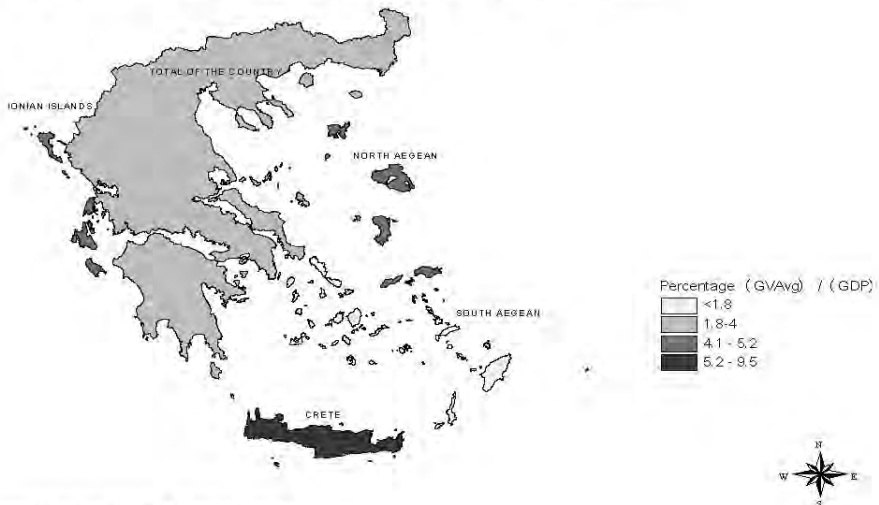 TOTAL OF THE COUNTRY
IONIAN ISLANDS
NORTH AEGEAN
SOUTH AEGEAN
CRETE
Percentage (GVAvg) / (GDP)
<1.8
1.8-4
4.1 - 5.2
5.2 - 9.5
N
W E
S